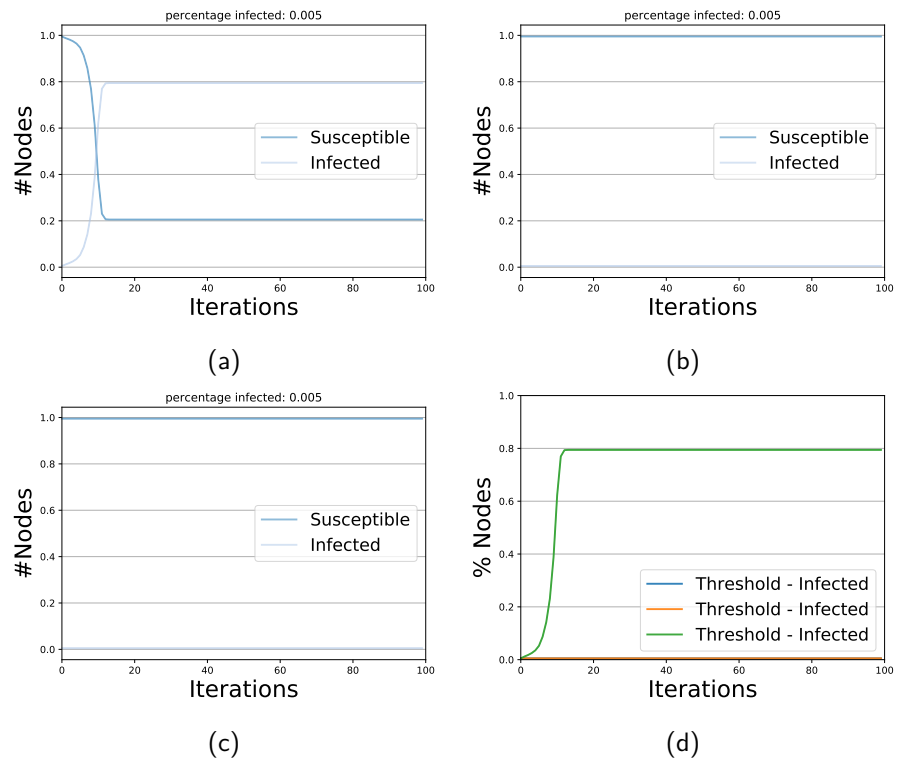 percentage infected: 0.005
1.0
0.8
0.6
0.4
0.2
0.0
#Nodes
Susceptible
Infected
0 20 40 60 80 100
Iterations
(a)
percentage infected: 0.005
1.0
0.8
0.6
0.4
0.2
0.0
#Nodes
Susceptible
Infected
0 20 40 60 80 100
Iterations
(b)
percentage infected: 0.005
1.0
0.8
0.6
0.4
0.2
0.0
#Nodes
Susceptible
Infected
0 20 40 60 80 100
Iterations
(c)
1.0
0.8
0.6
0.4
0.2
0.0
% Nodes
Threshold - Infected
Threshold - Infected
Threshold - Infected
0 20 40 60 80 100
Iterations
(d)